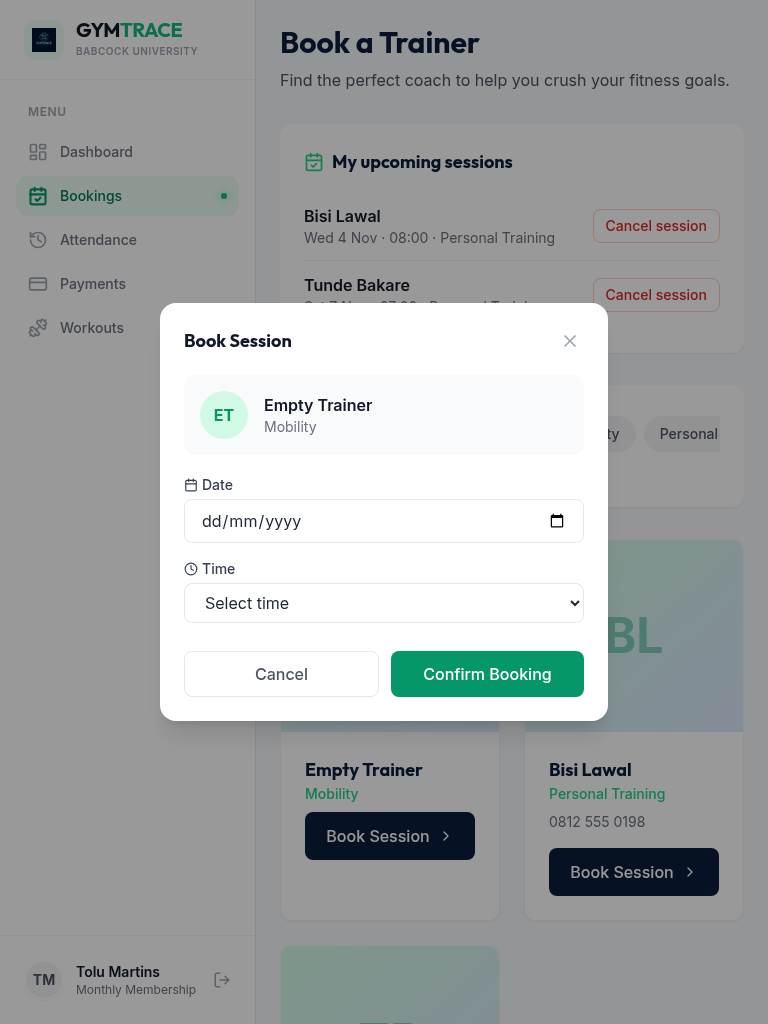 GYMTRACE
BABCOCK UNIVERSITY
MENU
Dashboard
Bookings
Attendance
Payments
Workouts
TM
Tolu Martins
Monthly Membership
Book a Trainer
Find the perfect coach to help you crush your fitness goals.
My upcoming sessions
Bisi Lawal
Wed 4 Nov · 08:00 · Personal Training
Cancel session
Tunde Bakare
Cancel session
Personal
Book Session
ET
Empty Trainer
Mobility
Date
dd/mm/yyyy
Time
Select time
Cancel
Confirm Booking
BL
Empty Trainer
Mobility
Book Session
Bisi Lawal
Personal Training
0812 555 0198
Book Session